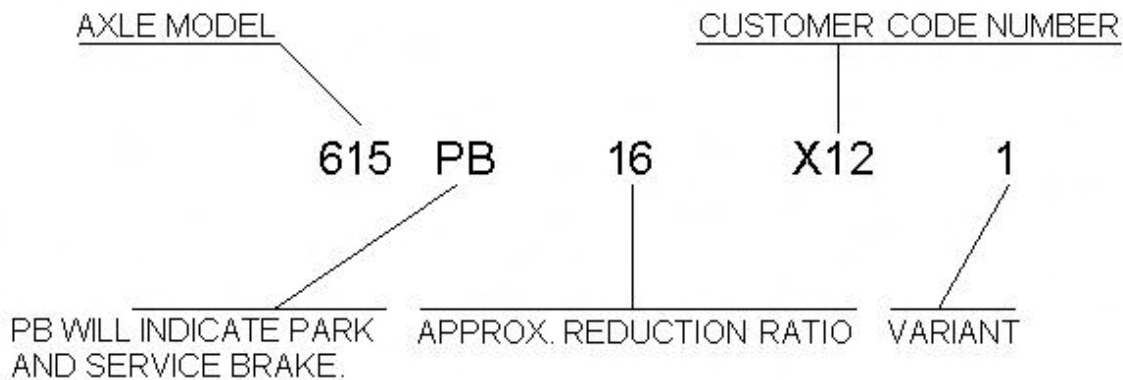 AXLE MODEL CUSTOMER CODE NUMBER
615 PB 16 X12 1
PB WILL INDICATE PARK APPROX. REDUCTION RATIO VARIANT
AND SERVICE BRAKE.